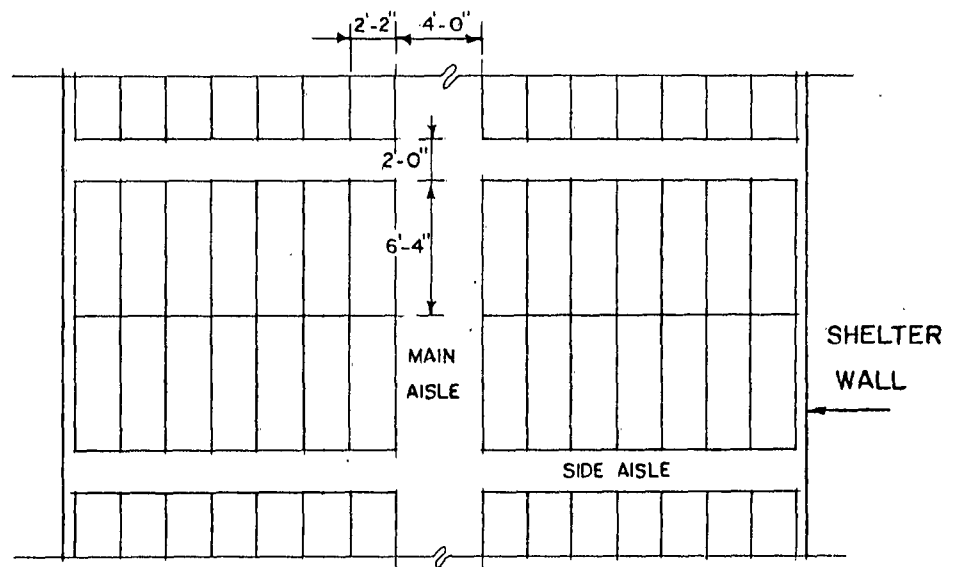 2'-2" 4'-0"
2'-0"
6'-4"
MAIN
AISLE
SHELTER
WALL
SIDE AISLE